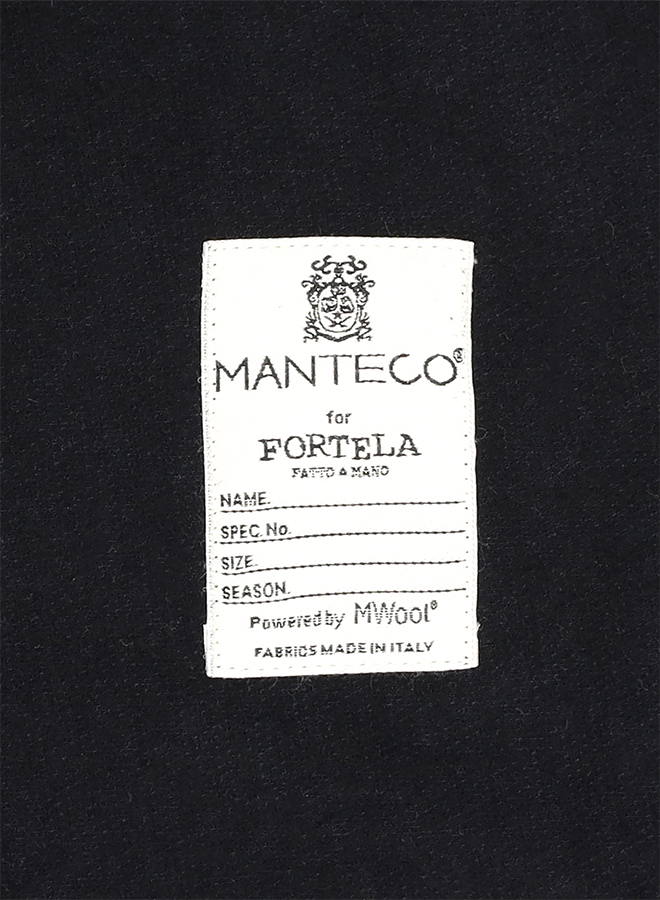 MANTECO®
for
FORTELA
FATTO A MANO
NAME.
SPEC. No.
SIZE.
SEASON.
Powered by MWool®
FABRICS MADE IN ITALY